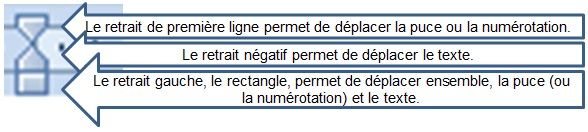 Le retrait de première ligne permet de déplacer la puce ou la numérotation.
Le retrait négatif permet de déplacer le texte.
Le retrait gauche, le rectangle, permet de déplacer ensemble, la puce (ou
la numérotation) et le texte.